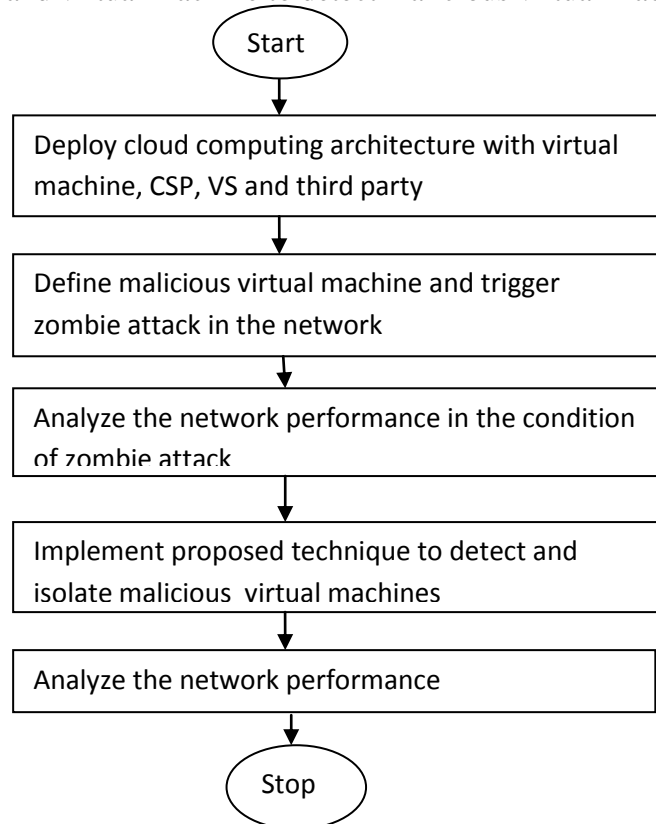 Start
Deploy cloud computing architecture with virtual
machine, CSP, VS and third party
Define malicious virtual machine and trigger
zombie attack in the network
Analyze the network performance in the condition
of zombie attack
Implement proposed technique to detect and
isolate malicious virtual machines
Analyze the network performance
Stop